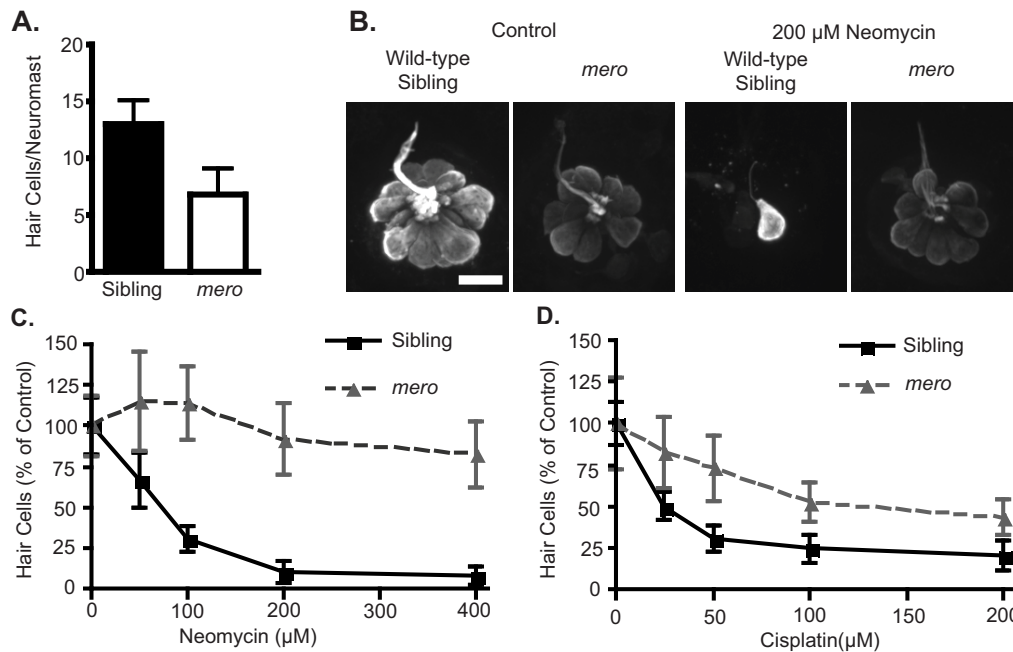 A.
20
15
10
5
0
Hair Cells/Neuromast
Sibling
mero
B.
Control
200 µM Neomycin
Wild-type
Sibling
mero
Wild-type
Sibling
mero
C.
150
125
100
75
50
25
0
Hair Cells (% of Control)
Sibling
mero
0
100
200
300
400
Neomycin (µM)
D.
150
125
100
75
50
25
0
Hair Cells (% of Control)
Sibling
mero
0
50
100
150
200
Cisplatin(µM)